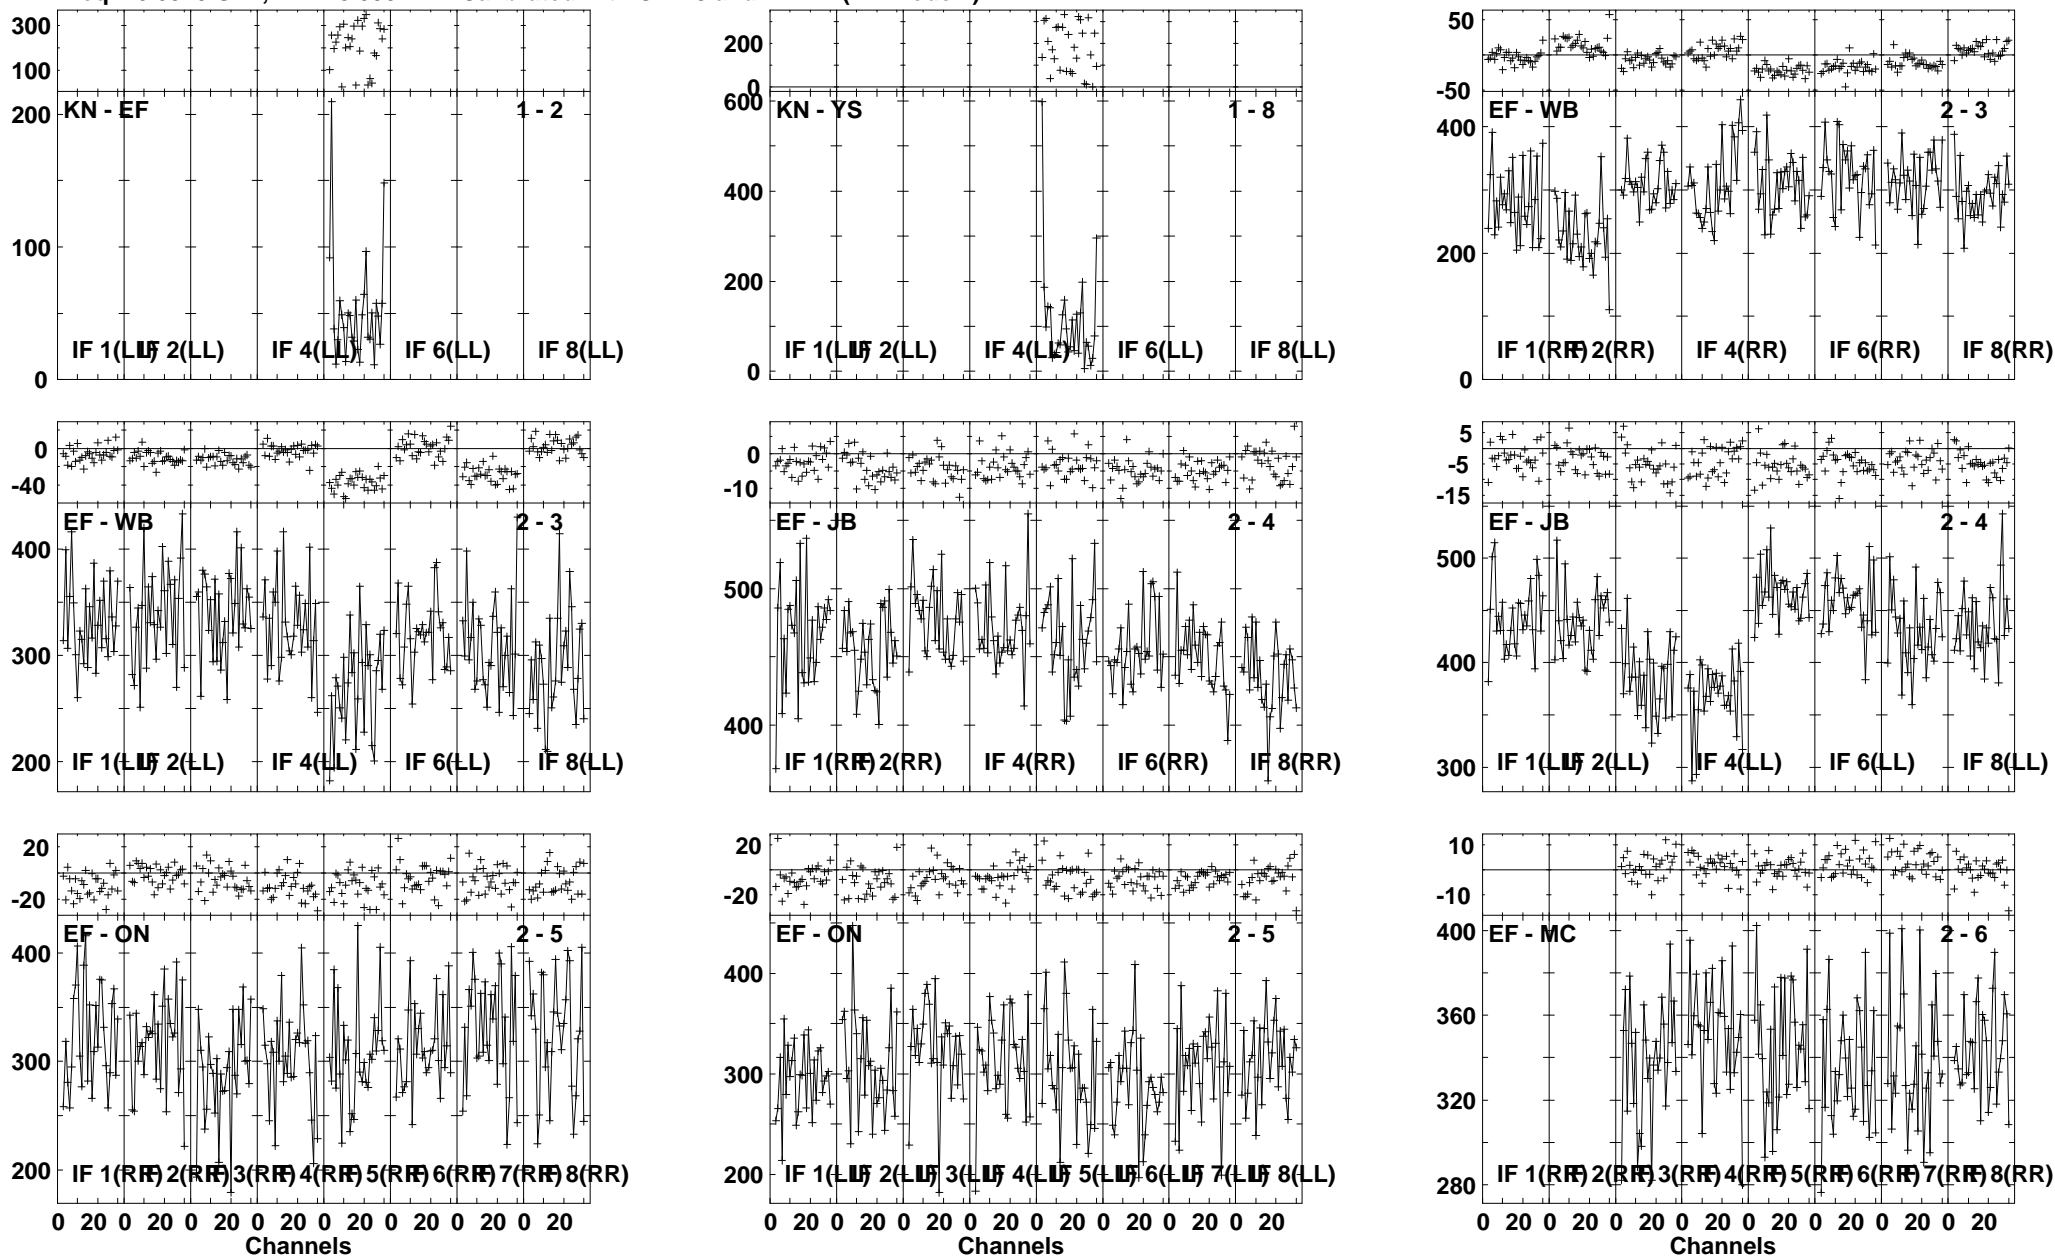 300
100
200
100
0
KN - EF 1 - 2
IF 1(LL) IF 2(LL) IF 4(LL) IF 6(LL) IF 8(LL)
200
0
600
400
200
0
KN - YS 1 - 8
IF 1(LL) IF 2(LL) IF 4(LL) IF 6(LL) IF 8(LL)
50
-50
400
200
0
EF - WB 2 - 3
IF 1(RR) IF 2(RR) IF 4(RR) IF 6(RR) IF 8(RR)
0
-40
400
300
200
EF - WB 2 - 3
IF 1(LL) IF 2(LL) IF 4(LL) IF 6(LL) IF 8(LL)
0
-10
500
400
EF - JB 2 - 4
IF 1(RR) IF 2(RR) IF 4(RR) IF 6(RR) IF 8(RR)
5
-5
-15
500
400
300
EF - JB 2 - 4
IF 1(LL) IF 2(LL) IF 4(LL) IF 6(LL) IF 8(LL)
20
-20
400
300
200
EF - ON 2 - 5
IF 1(RR) IF 2(RR) IF 3(RR) IF 4(RR) IF 5(RR) IF 6(RR) IF 7(RR) IF 8(RR)
0 20 0 20 0 20 0 20 0 20 0 20 0 20 0 20
Channels
20
-20
400
300
200
EF - ON 2 - 5
IF 1(LL) IF 2(LL) IF 3(LL) IF 4(LL) IF 5(LL) IF 6(LL) IF 7(LL) IF 8(LL)
0 20 0 20 0 20 0 20 0 20 0 20 0 20 0 20
Channels
10
-10
400
360
320
280
EF - MC 2 - 6
IF 1(RR) IF 2(RR) IF 3(RR) IF 4(RR) IF 5(RR) IF 6(RR) IF 7(RR) IF 8(RR)
0 20 0 20 0 20 0 20 0 20 0 20 0 20 0 20
Channels